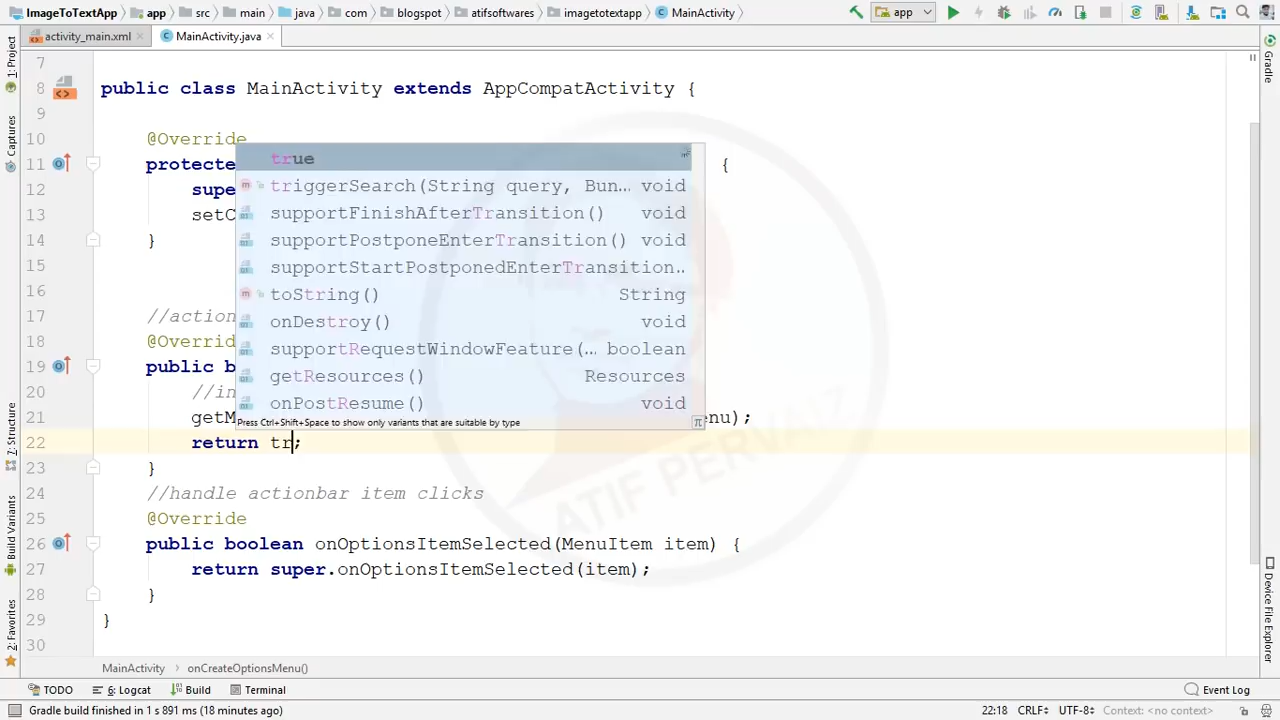 ImageToTextApp app src main java com blogspot atifsoftwares imagetotextapp MainActivity app
activity_main.xml MainActivity.java
7
8 public class MainActivity extends AppCompatActivity {
9
10 @Override
11 protecte {
12 supe
13 setC
14 }
15
16
17 //action
18 @Override
19 public b
20 //in
21 getM nu);
22 return tr;
23 }
24 //handle actionbar item clicks
25 @Override
26 public boolean onOptionsItemSelected(MenuItem item) {
27 return super.onOptionsItemSelected(item);
28 }
29 }
30
true
triggerSearch(String query, Bun... void
supportFinishAfterTransition() void
supportPostponeEnterTransition() void
supportStartPostponedEnterTransition..
toString() String
onDestroy() void
supportRequestWindowFeature(... boolean
getResources() Resources
onPostResume() void
Press Ctrl+Shift+Space to show only variants that are suitable by type
π
ATIF PERVAIZ
1: Project
Captures
Z: Structure
Build Variants
2: Favorites
Gradle
Device File Explorer
MainActivity onCreateOptionsMenu()
TODO 6: Logcat Build Terminal Event Log
Gradle build finished in 1 s 891 ms (18 minutes ago) 22:18 CRLF UTF-8 Context: <no context>